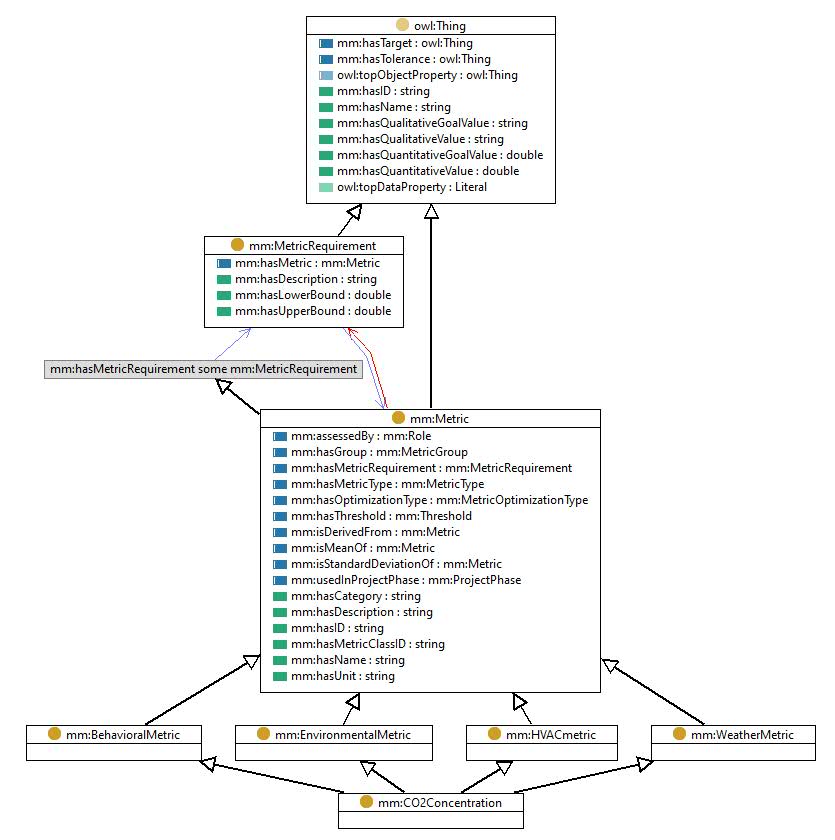 owl:Thing
mm:hasTarget : owl:Thing
mm:hasTolerance : owl:Thing
owl:topObjectProperty : owl:Thing
mm:hasID : string
mm:hasName : string
mm:hasQualitativeGoalValue : string
mm:hasQualitativeValue : string
mm:hasQuantitativeGoalValue : double
mm:hasQuantitativeValue : double
owl:topDataProperty : Literal
mm:MetricRequirement
mm:hasMetric : mm:Metric
mm:hasDescription : string
mm:hasLowerBound : double
mm:hasUpperBound : double
mm:hasMetricRequirement some mm:MetricRequirement
mm:Metric
mm:assessedBy : mm:Role
mm:hasGroup : mm:MetricGroup
mm:hasMetricRequirement : mm:MetricRequirement
mm:hasMetricType : mm:MetricType
mm:hasOptimizationType : mm:MetricOptimizationType
mm:hasThreshold : mm:Threshold
mm:isDerivedFrom : mm:Metric
mm:isMeanOf : mm:Metric
mm:isStandardDeviationOf : mm:Metric
mm:usedInProjectPhase : mm:ProjectPhase
mm:hasCategory : string
mm:hasDescription : string
mm:hasID : string
mm:hasMetricClassID : string
mm:hasName : string
mm:hasUnit : string
mm:BehavioralMetric
mm:EnvironmentalMetric
mm:HVACmetric
mm:WeatherMetric
mm:CO2Concentration